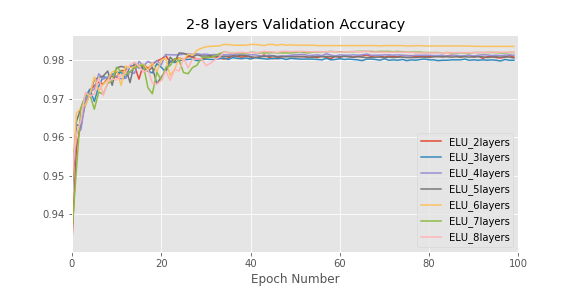 2-8 layers Validation Accuracy
0.98
0.97
0.96
0.95
0.94
ELU_2layers
ELU_3layers
ELU_4layers
ELU_5layers
ELU_6layers
ELU_7layers
ELU_8layers
0 20 40 60 80 100
Epoch Number